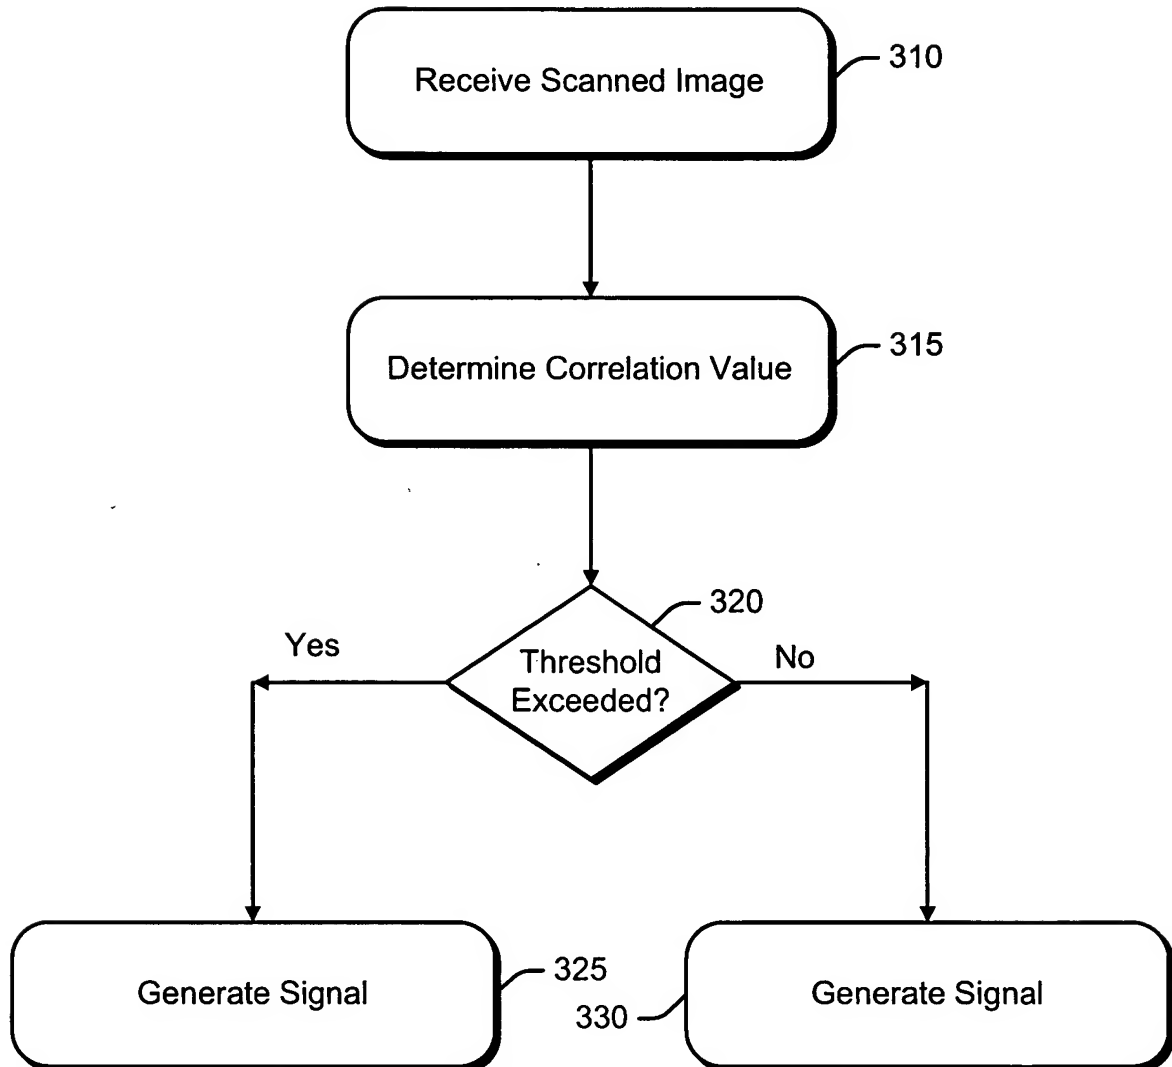 Receive Scanned Image
310
Determine Correlation Value
315
320
Threshold
Exceeded?
Yes
No
Generate Signal
325
330
Generate Signal